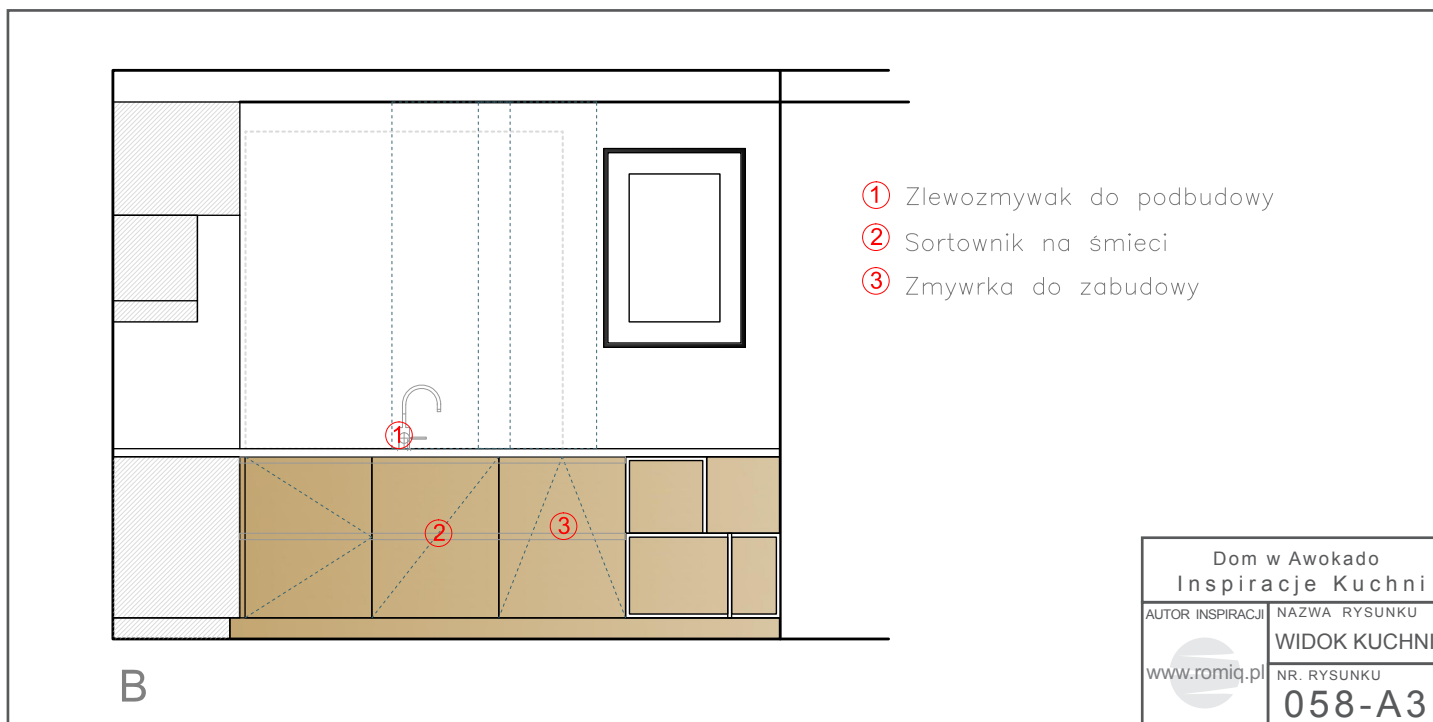 1 Zlewozmywak do podbudowy
2 Sortownik na śmieci
3 Zmywrka do zabudowy
1
2
3
B
Dom w Awokado
Inspiracje Kuchni
AUTOR INSPIRACJI
www.romiq.pl
NAZWA RYSUNKU
WIDOK KUCHNI
NR. RYSUNKU
058-A3